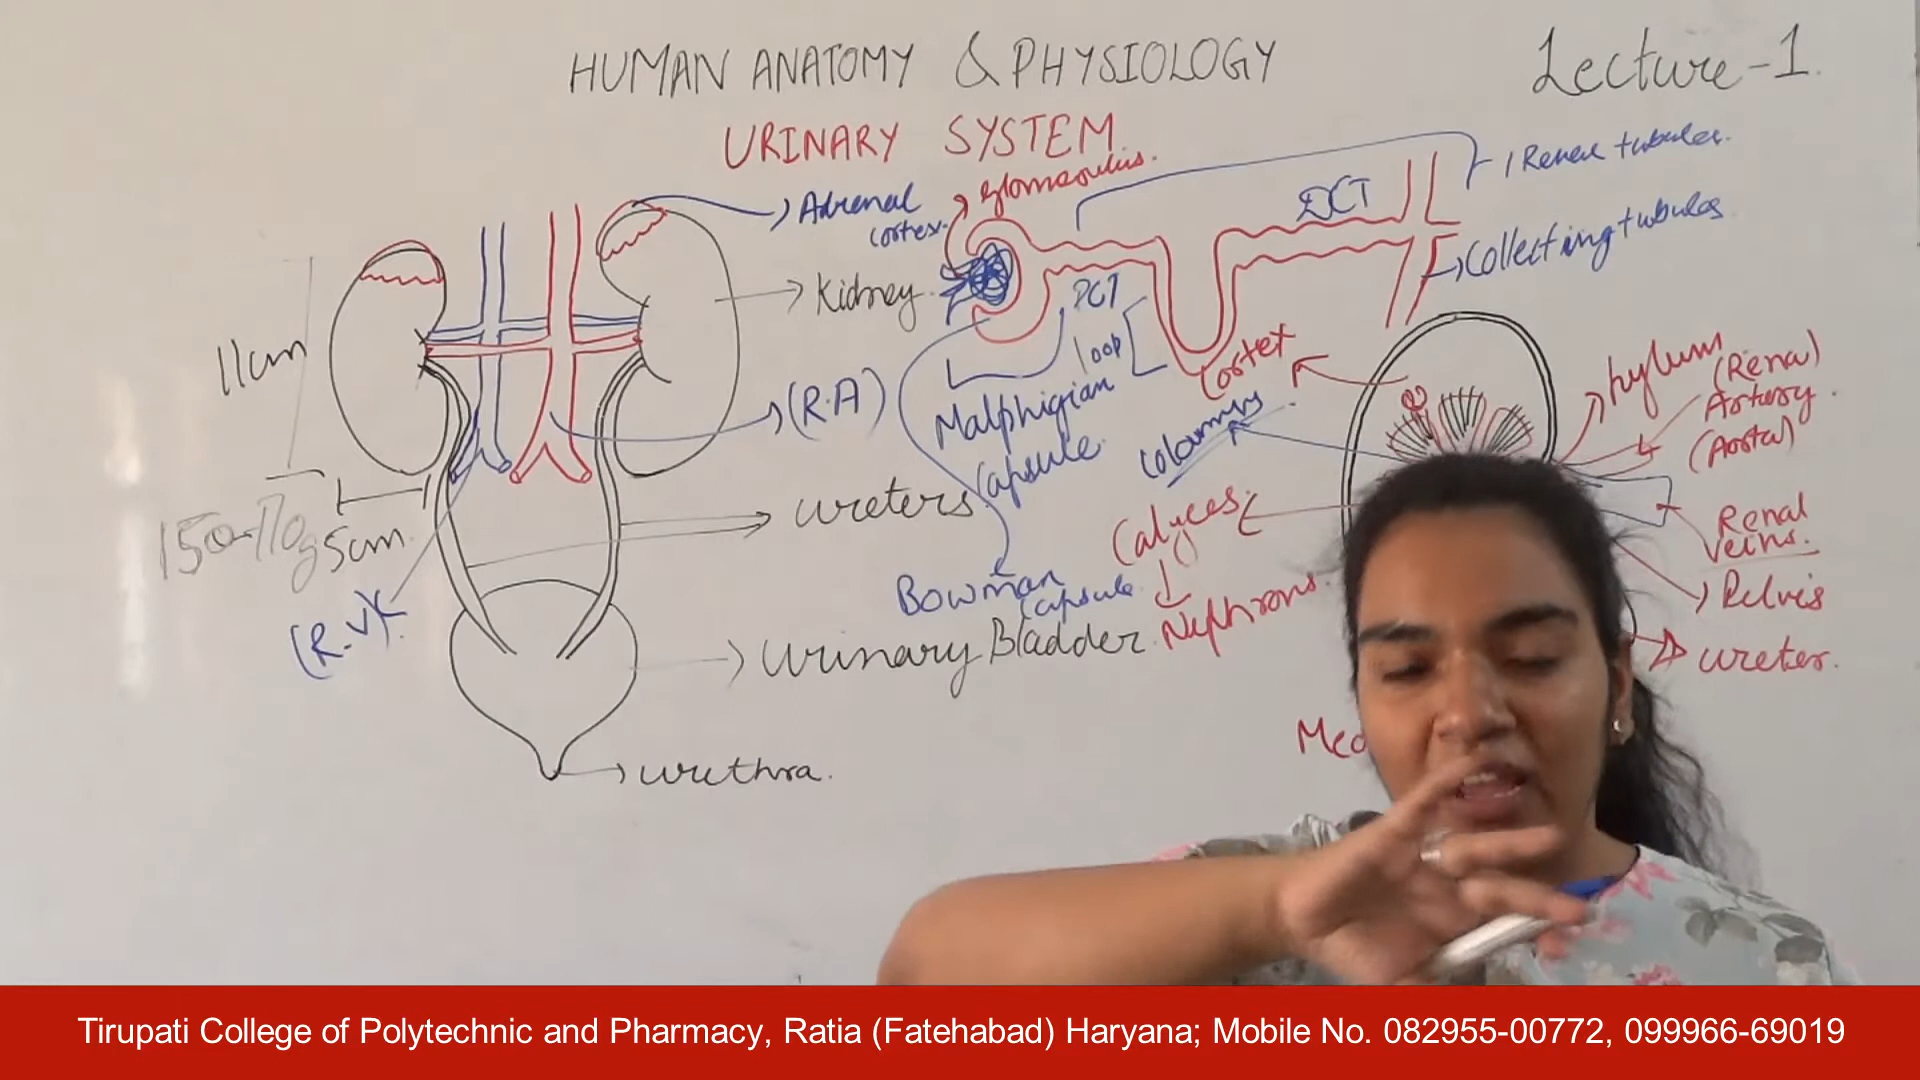 HUMAN ANATOMY & PHYSIOLOGY
Lecture-1.
URINARY SYSTEM
Adrenal
cortex
glomerulus.
DCT
Renal tubules.
Collecting tubules
Kidney
PCT
loop
11cm
(R.A)
Malphigian
Capsule
Cortex
hylum
(Renal)
Artery
(Aorta)
Coloumns
150-170g
5cm
ureters
Calyces
Renal
veins.
(R.V)
Bowman
Capsule
Nephrons
Pelvis
Urinary Bladder
ureter.
urethra.
Tirupati College of Polytechnic and Pharmacy, Ratia (Fatehabad) Haryana; Mobile No. 082955-00772, 099966-69019